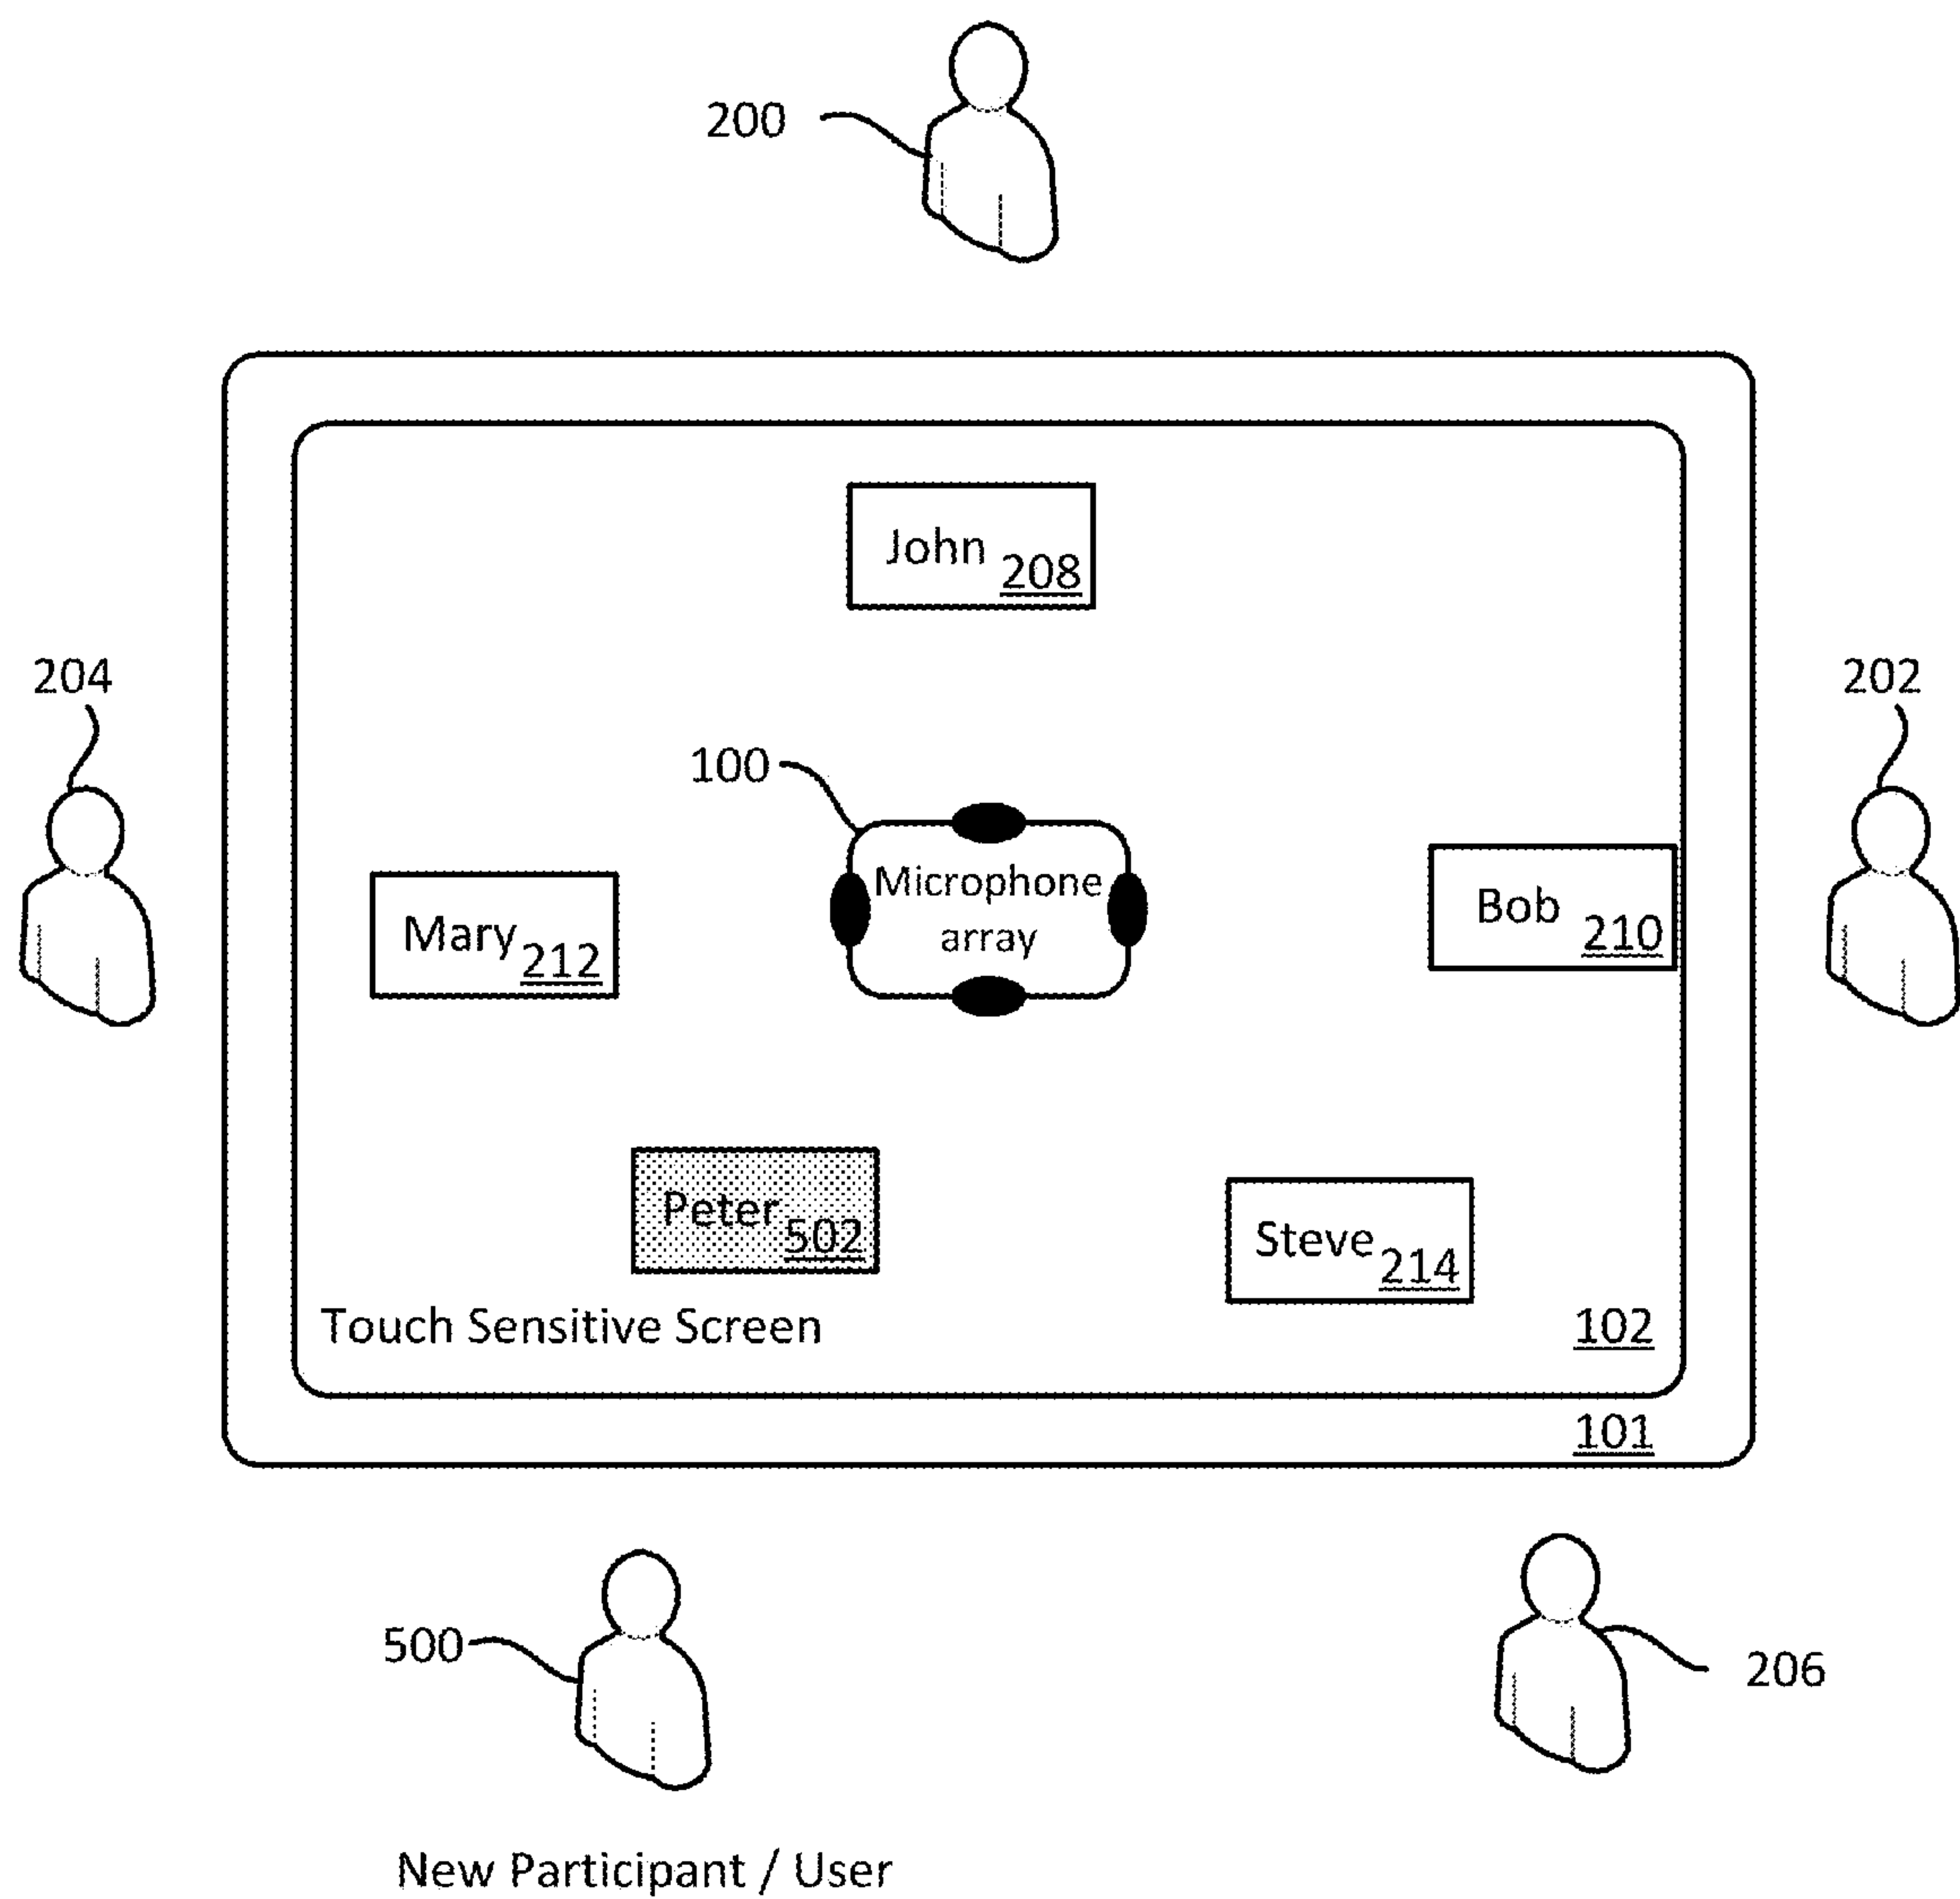 200
John 208
204
202
100
Microphone
array
Mary 212
Bob 210
Peter 502
Steve 214
Touch Sensitive Screen
102
101
500
206
New Participant / User